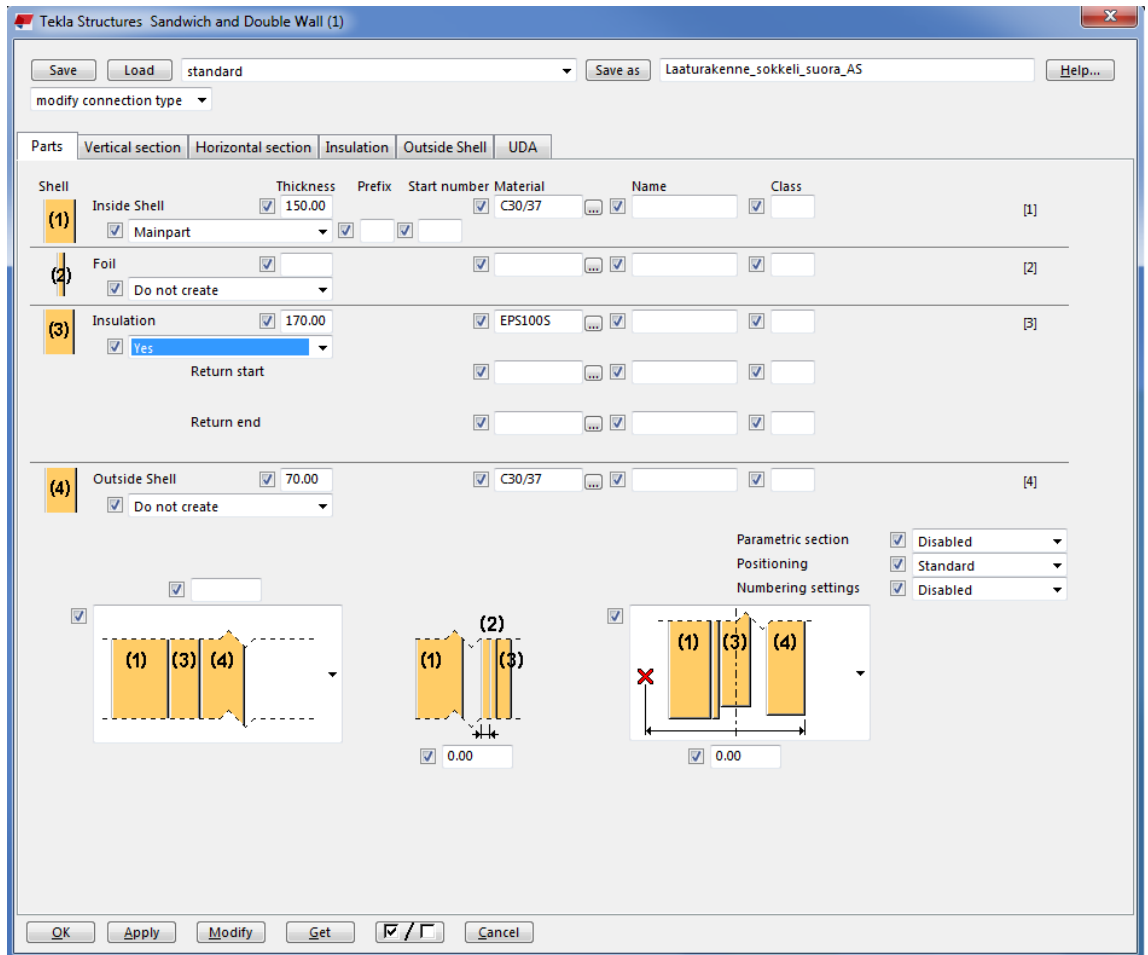 Tekla Structures Sandwich and Double Wall (1)
Save Load standard Save as Laaturakenne_sokkeli_suora_AS Help...
modify connection type
Parts Vertical section Horizontal section Insulation Outside Shell UDA
Shell Thickness Prefix Start number Material Name Class
(1) Inside Shell 150.00 C30/37 ... [1]
Mainpart
(2) Foil ... [2]
Do not create
(3) Insulation 170.00 EPS100S ... [3]
Yes
Return start ...
Return end ...
(4) Outside Shell 70.00 C30/37 ... [4]
Do not create
Parametric section Disabled
Positioning Standard
Numbering settings Disabled
(1) (3) (4)
(2)
(1) (3)
0.00
(1) (3) (4)
0.00
OK Apply Modify Get / Cancel